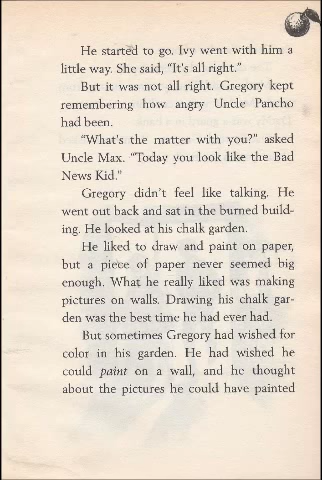 He started to go. Ivy went with him a
little way. She said, “It's all right.”
But it was not all right. Gregory kept
remembering how angry Uncle Pancho
had been.
“What's the matter with you?” asked
Uncle Max. “Today you look like the Bad
News Kid.”
Gregory didn't feel like talking. He
went out back and sat in the burned build-
ing. He looked at his chalk garden.
He liked to draw and paint on paper,
but a piece of paper never seemed big
enough. What he really liked was making
pictures on walls. Drawing his chalk gar-
den was the best time he had ever had.
But sometimes Gregory had wished for
color in his garden. He had wished he
could paint on a wall, and he thought
about the pictures he could have painted